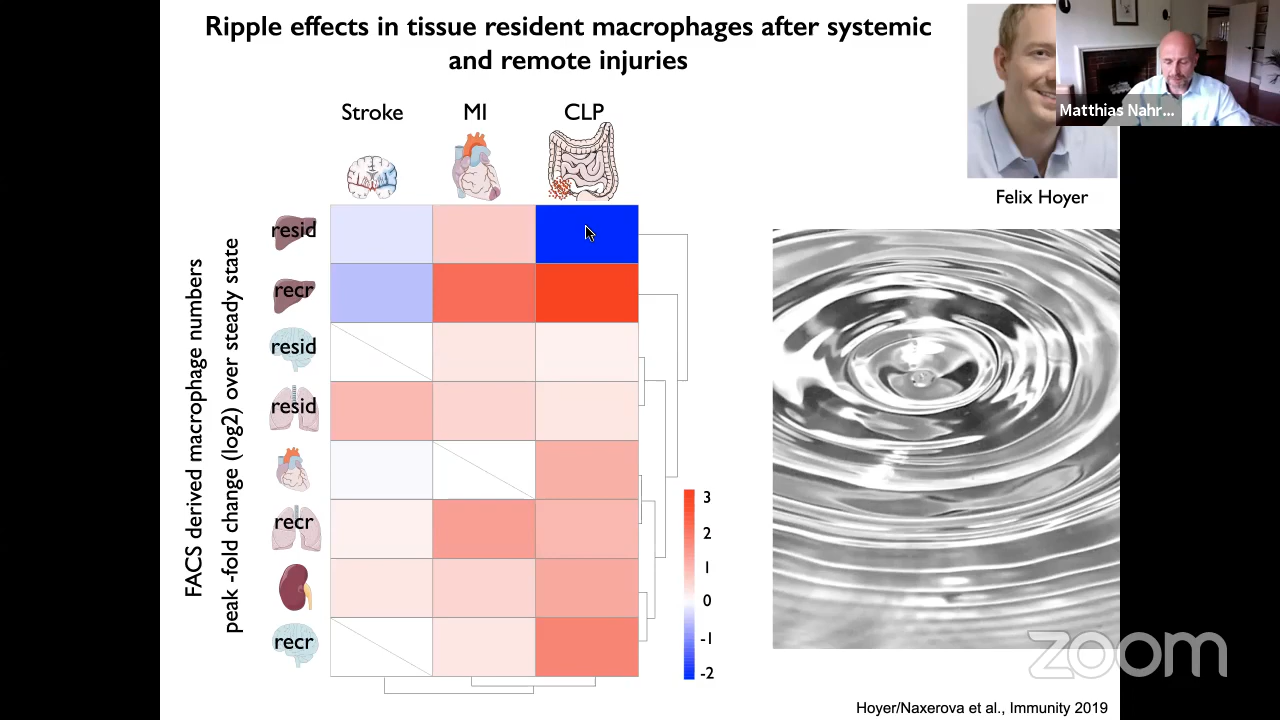 Ripple effects in tissue resident macrophages after systemic
and remote injuries
Matthias Nahr...
Felix Hoyer
Stroke
MI
CLP
FACS derived macrophage numbers
peak -fold change (log2) over steady state
resid
recr
resid
resid
recr
recr
3
2
1
0
-1
-2
zoom
Hoyer/Naxerova et al., Immunity 2019